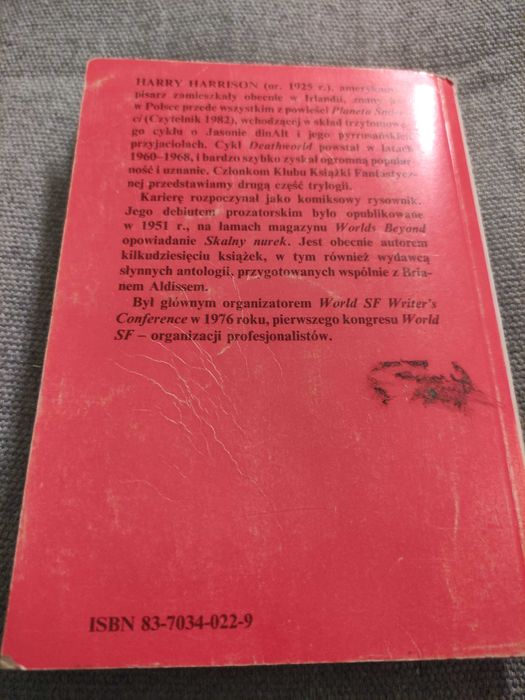 HARRY HARRISON (ur. 1925 r.), amerykań
pisarz zamieszkały obecnie w Irlandii, znany
w Polsce przede wszystkim z powieści Planeta Śmier-
ci (Czytelnik 1982), wchodzącej w skład trzytomowe-
go cyklu o Jasonie dinAlt i jego pyrrusańskich
przyjaciołach. Cykl Deathworld powstał w latach
1960–1968, i bardzo szybko zyskał ogromną popular-
ność i uznanie. Członkom Klubu Książki Fantastycz-
nej przedstawiamy drugą część trylogii.
Karierę rozpoczynał jako komiksowy rysownik.
Jego debiutem prozatorskim było opublikowane
w 1951 r., na łamach magazynu Worlds Beyond
opowiadanie Skalny nurek. Jest obecnie autorem
kilkudziesięciu książek, w tym również wydawcą
słynnych antologii, przygotowanych wspólnie z Bria-
nem Aldissem.
Był głównym organizatorem World SF Writer's
Conference w 1976 roku, pierwszego kongresu World
SF – organizacji profesjonalistów.
ISBN 83-7034-022-9